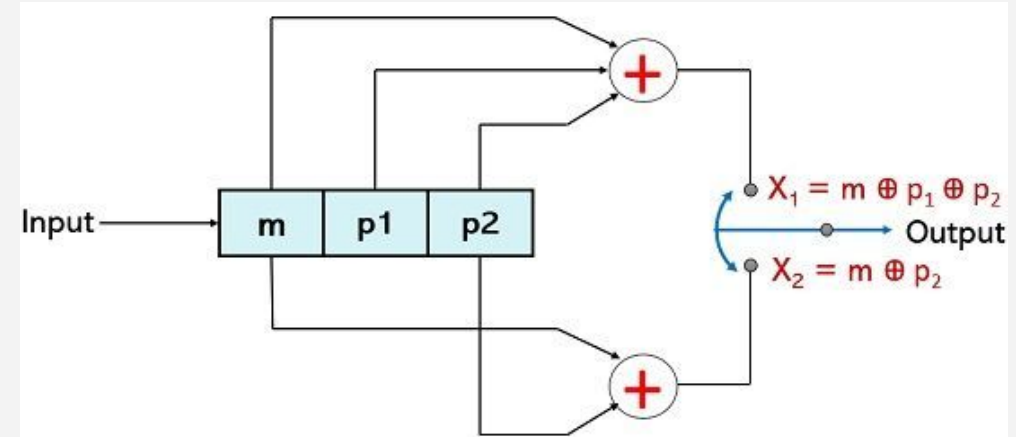 +
X₁ = m ⊕ p₁ ⊕ p₂
Input
m
p1
p2
Output
X₂ = m ⊕ p₂
+